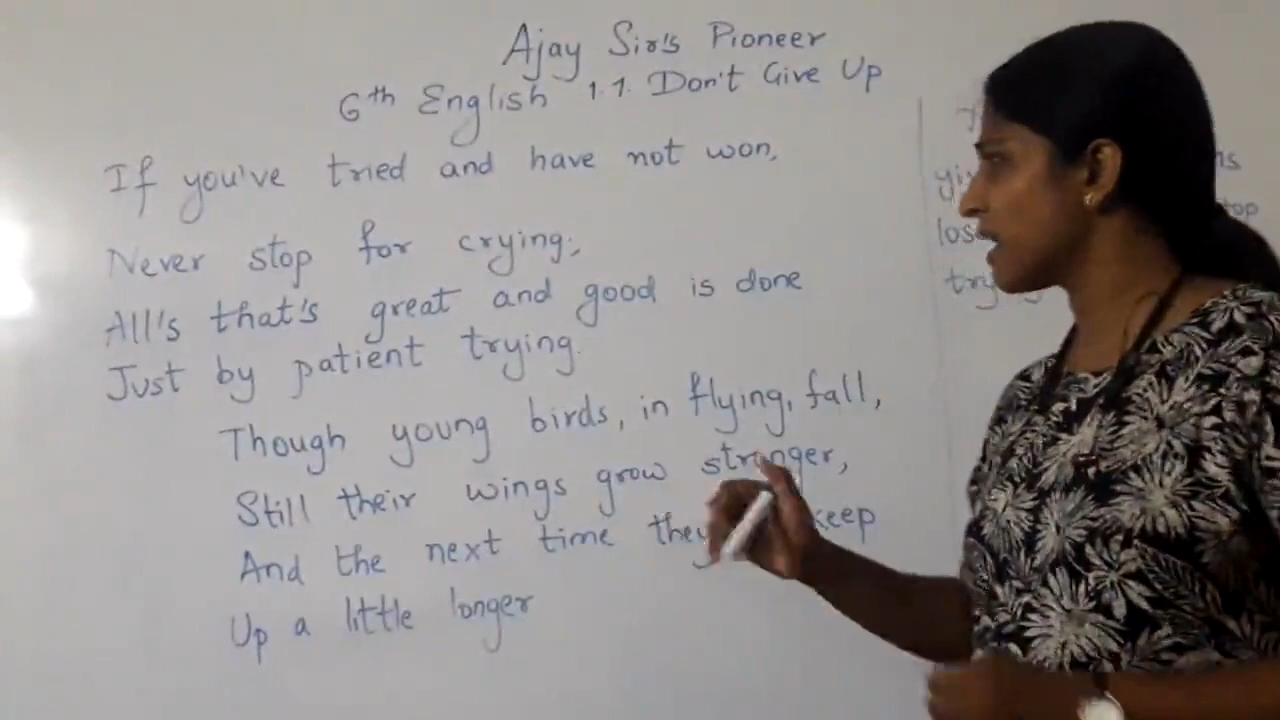 Ajay Sir's Pioneer
6th English 1.1. Don't Give Up
If you've tried and have not won,
Never stop for crying;,
All's that's great and good is done
Just by patient trying.
Though young birds, in flying, fall,
Still their wings grow stronger,
And the next time they keep
Up a little longer